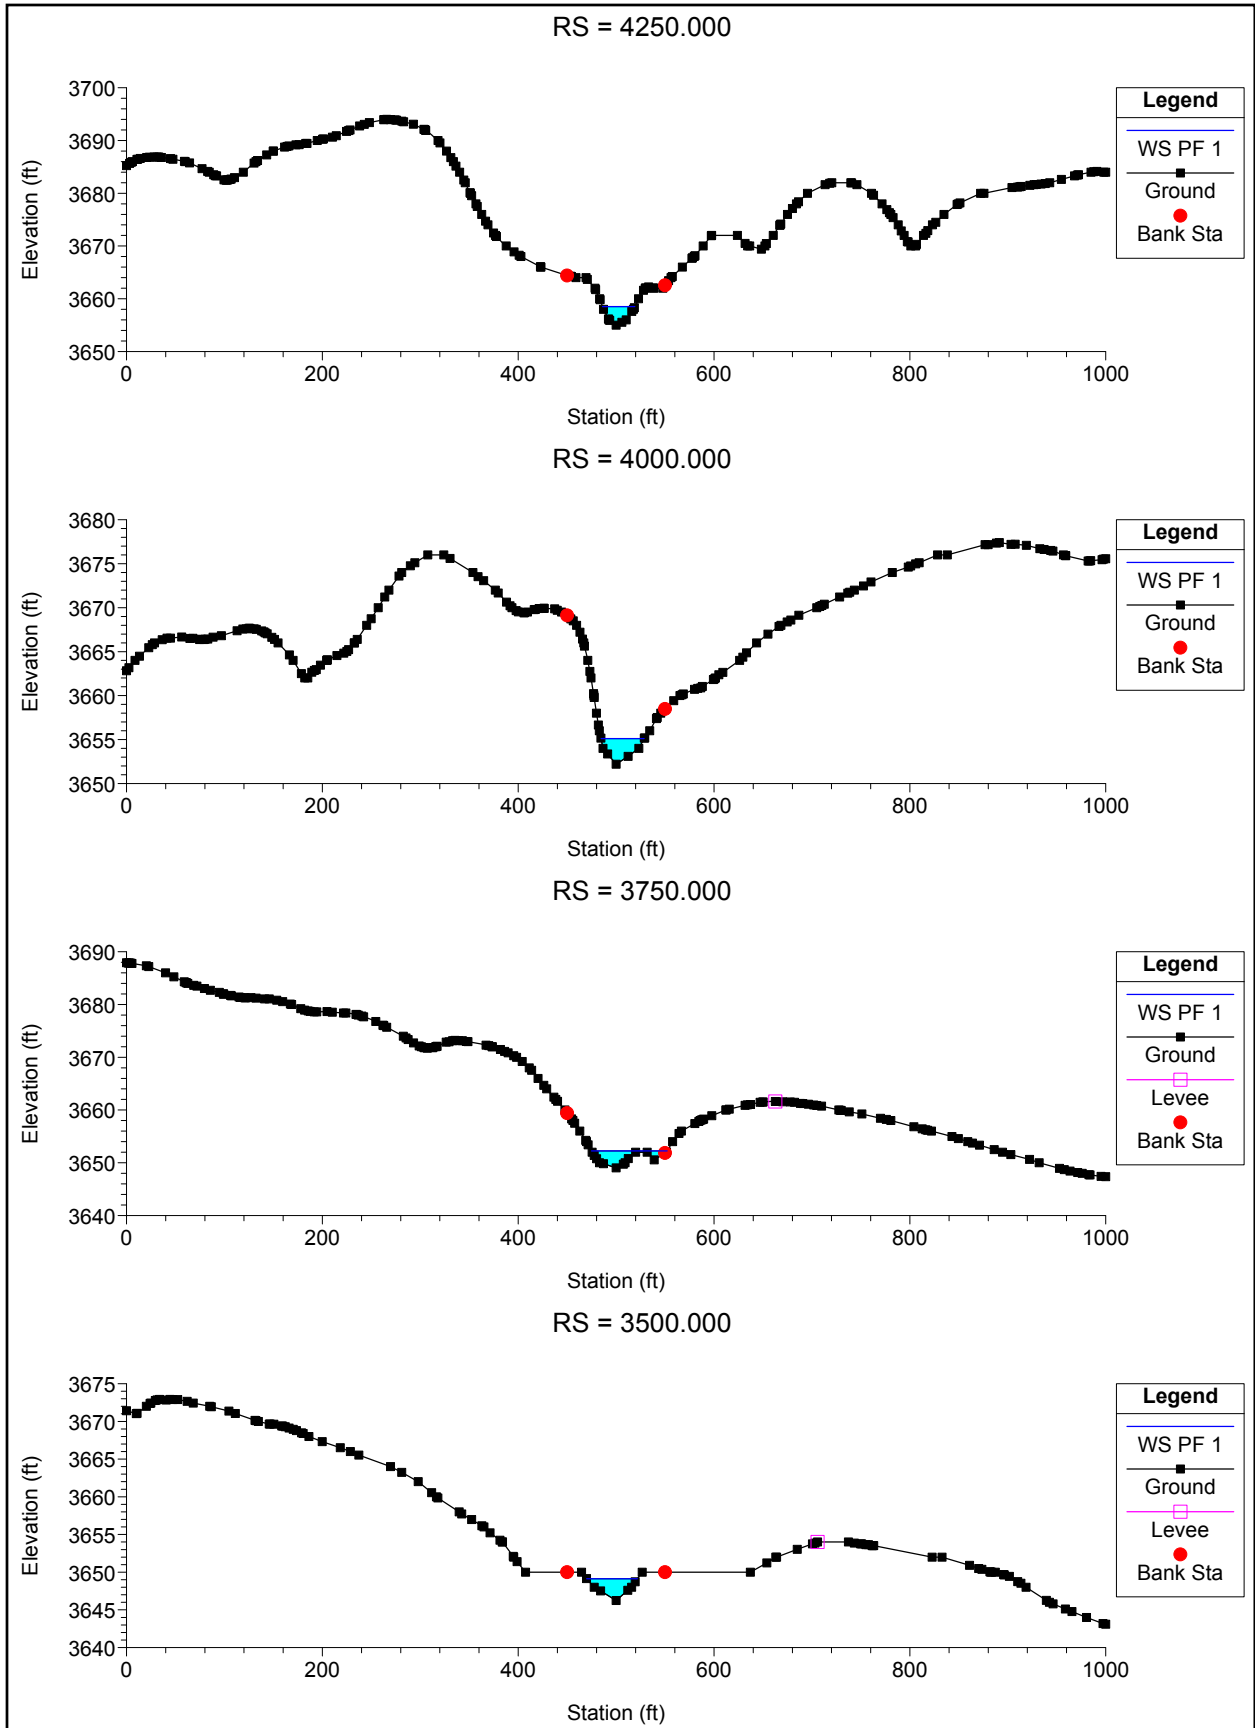 RS = 4250.000
3700
3690
3680
3670
3660
3650
Elevation (ft)
0
200
400
600
800
1000
Station (ft)
Legend
WS PF 1
Ground
Bank Sta
RS = 4000.000
3680
3675
3670
3665
3660
3655
3650
Elevation (ft)
0
200
400
600
800
1000
Station (ft)
Legend
WS PF 1
Ground
Bank Sta
RS = 3750.000
3690
3680
3670
3660
3650
3640
Elevation (ft)
0
200
400
600
800
1000
Station (ft)
Legend
WS PF 1
Ground
Levee
Bank Sta
RS = 3500.000
3675
3670
3665
3660
3655
3650
3645
3640
Elevation (ft)
0
200
400
600
800
1000
Station (ft)
Legend
WS PF 1
Ground
Levee
Bank Sta